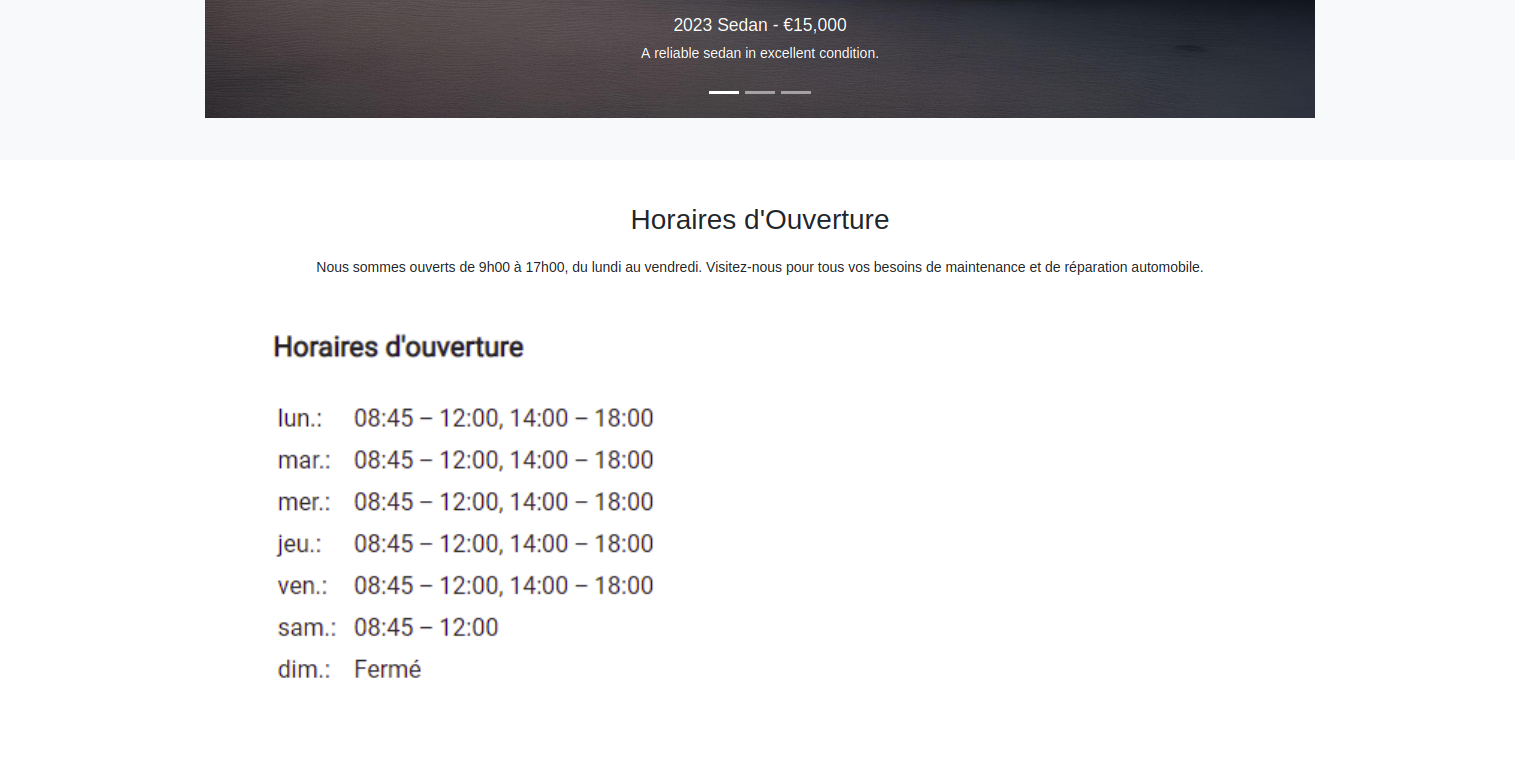 2023 Sedan - €15,000
A reliable sedan in excellent condition.
Horaires d'Ouverture
Nous sommes ouverts de 9h00 à 17h00, du lundi au vendredi. Visitez-nous pour tous vos besoins de maintenance et de réparation automobile.
Horaires d'ouverture
lun.: 08:45 – 12:00, 14:00 – 18:00
mar.: 08:45 – 12:00, 14:00 – 18:00
mer.: 08:45 – 12:00, 14:00 – 18:00
jeu.: 08:45 – 12:00, 14:00 – 18:00
ven.: 08:45 – 12:00, 14:00 – 18:00
sam.: 08:45 – 12:00
dim.: Fermé